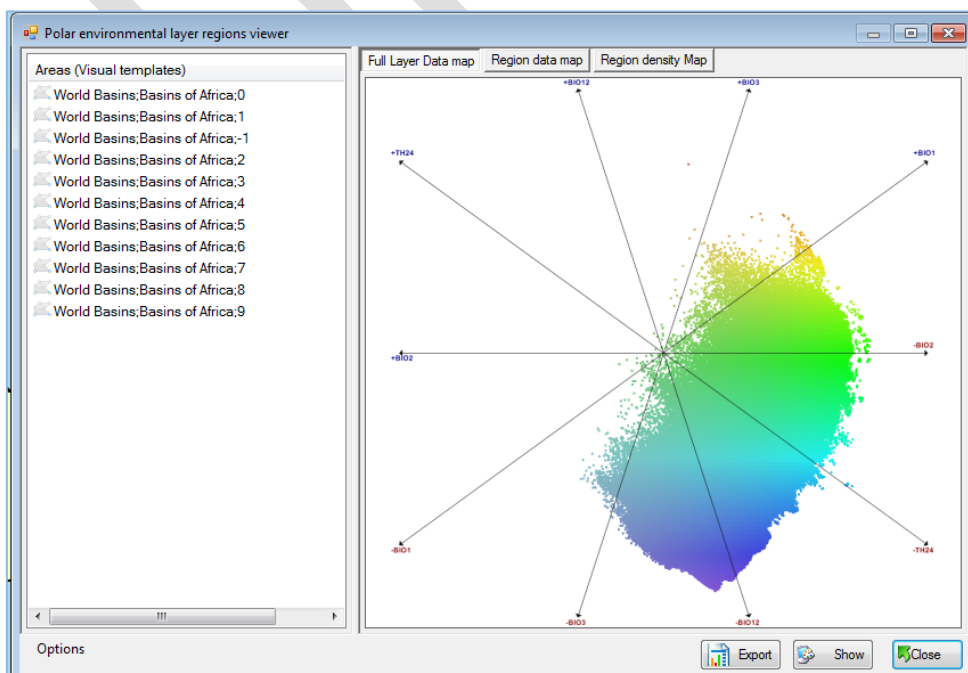 Polar environmental layer regions viewer
Areas (Visual templates)
World Basins;Basins of Africa;0
World Basins;Basins of Africa;1
World Basins;Basins of Africa;-1
World Basins;Basins of Africa;2
World Basins;Basins of Africa;3
World Basins;Basins of Africa;4
World Basins;Basins of Africa;5
World Basins;Basins of Africa;6
World Basins;Basins of Africa;7
World Basins;Basins of Africa;8
World Basins;Basins of Africa;9
Full Layer Data map
Region data map
Region density Map
+BIO12
+BIO3
+TH24
+BIO1
+BIO2
-BIO2
-BIO1
-TH24
-BIO3
-BIO12
Options
Export
Show
Close